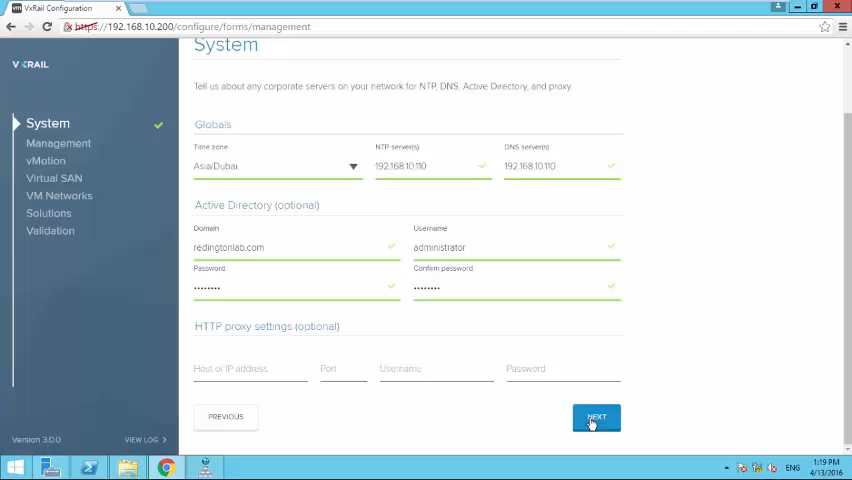 VxRail Configuration
https://192.168.10.200/configure/forms/management
VXRAIL
System
Management
vMotion
Virtual SAN
VM Networks
Solutions
Validation
Version 3.0.0
VIEW LOG
System
Tell us about any corporate servers on your network for NTP, DNS, Active Directory, and proxy.
Globals
Time zone NTP server(s) DNS server(s)
Asia/Dubai 192.168.10.110 192.168.10.110
Active Directory (optional)
Domain Username
redingtonlab.com administrator
Password Confirm password
•••••••• ••••••••
HTTP proxy settings (optional)
Host or IP address Port Username Password
PREVIOUS NEXT
ENG 1:19 PM
4/13/2016